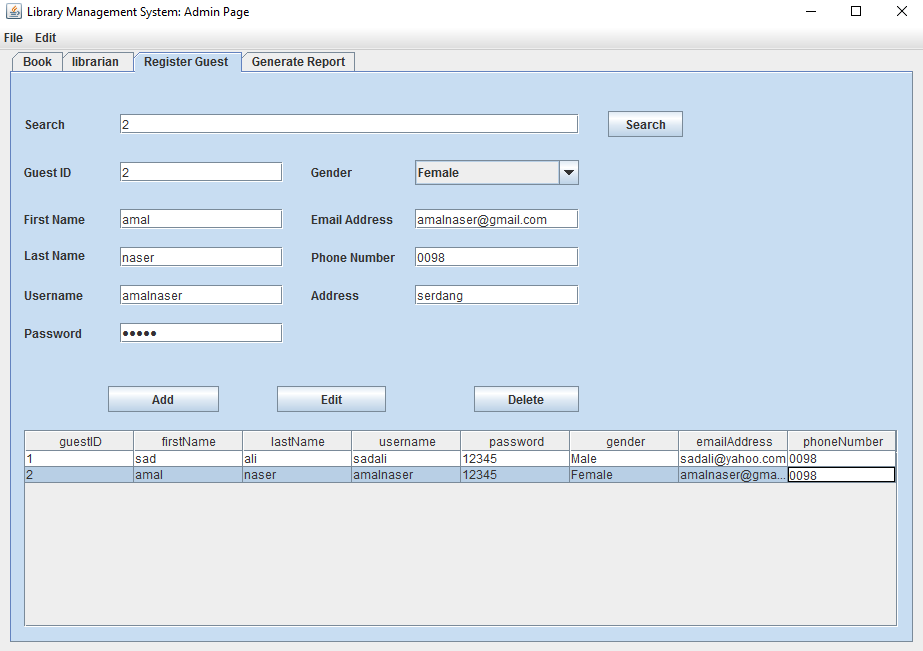 Library Management System: Admin Page
File Edit
Book librarian Register Guest Generate Report
Search 2 Search
Guest ID 2 Gender Female
First Name amal Email Address amalnaser@gmail.com
Last Name naser Phone Number 0098
Username amalnaser Address serdang
Password •••••
Add Edit Delete
guestID firstName lastName username password gender emailAddress phoneNumber
1 sad ali sadali 12345 Male sadali@yahoo.com 0098
2 amal naser amalnaser 12345 Female amalnaser@gma... 0098